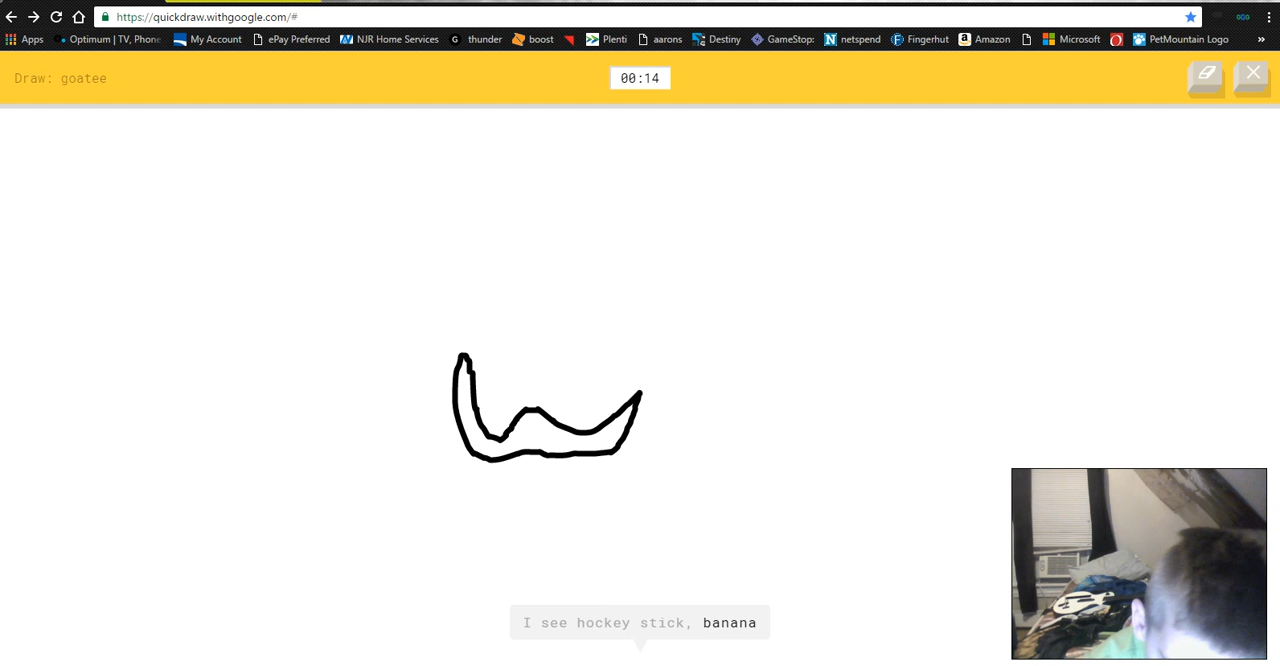 https://quickdraw.withgoogle.com/#
Apps Optimum | TV, Phone My Account ePay Preferred NJR Home Services thunder boost Plenti aarons Destiny GameStop: netspend Fingerhut Amazon Microsoft PetMountain Logo »
Draw: goatee 00:14
I see hockey stick, banana